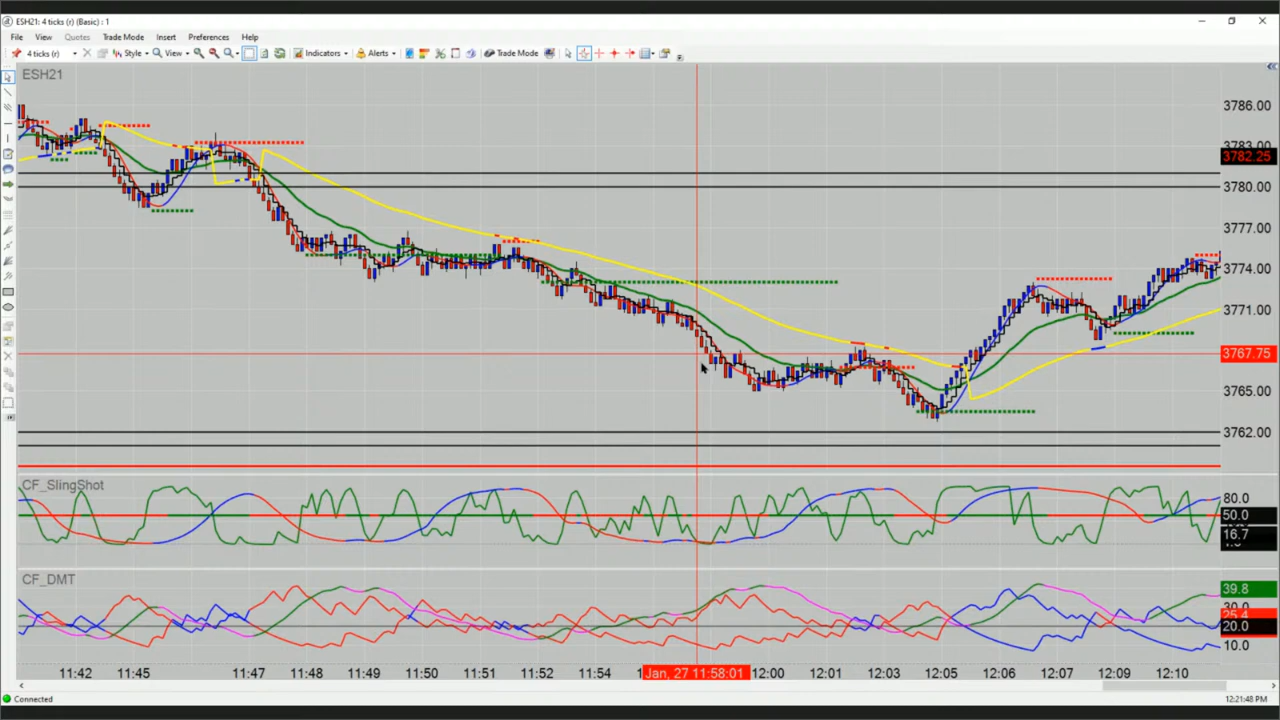 ESH21: 4 ticks (r) (Basic) : 1
File View Quotes Trade Mode Insert Preferences Help
4 ticks (r) Style View Indicators Alerts Trade Mode
ESH21
3786.00
3783.00
3782.25
3780.00
3777.00
3774.00
3771.00
3767.75
3765.00
3762.00
CF_SlingShot
80.0
50.0
16.7
CF_DMT
39.8
30.0
25.4
20.0
10.0
11:42 11:45 11:47 11:48 11:49 11:50 11:51 11:52 11:54 Jan, 27 11:58:01 12:00 12:01 12:03 12:05 12:06 12:07 12:09 12:10
Connected 12:21:48 PM